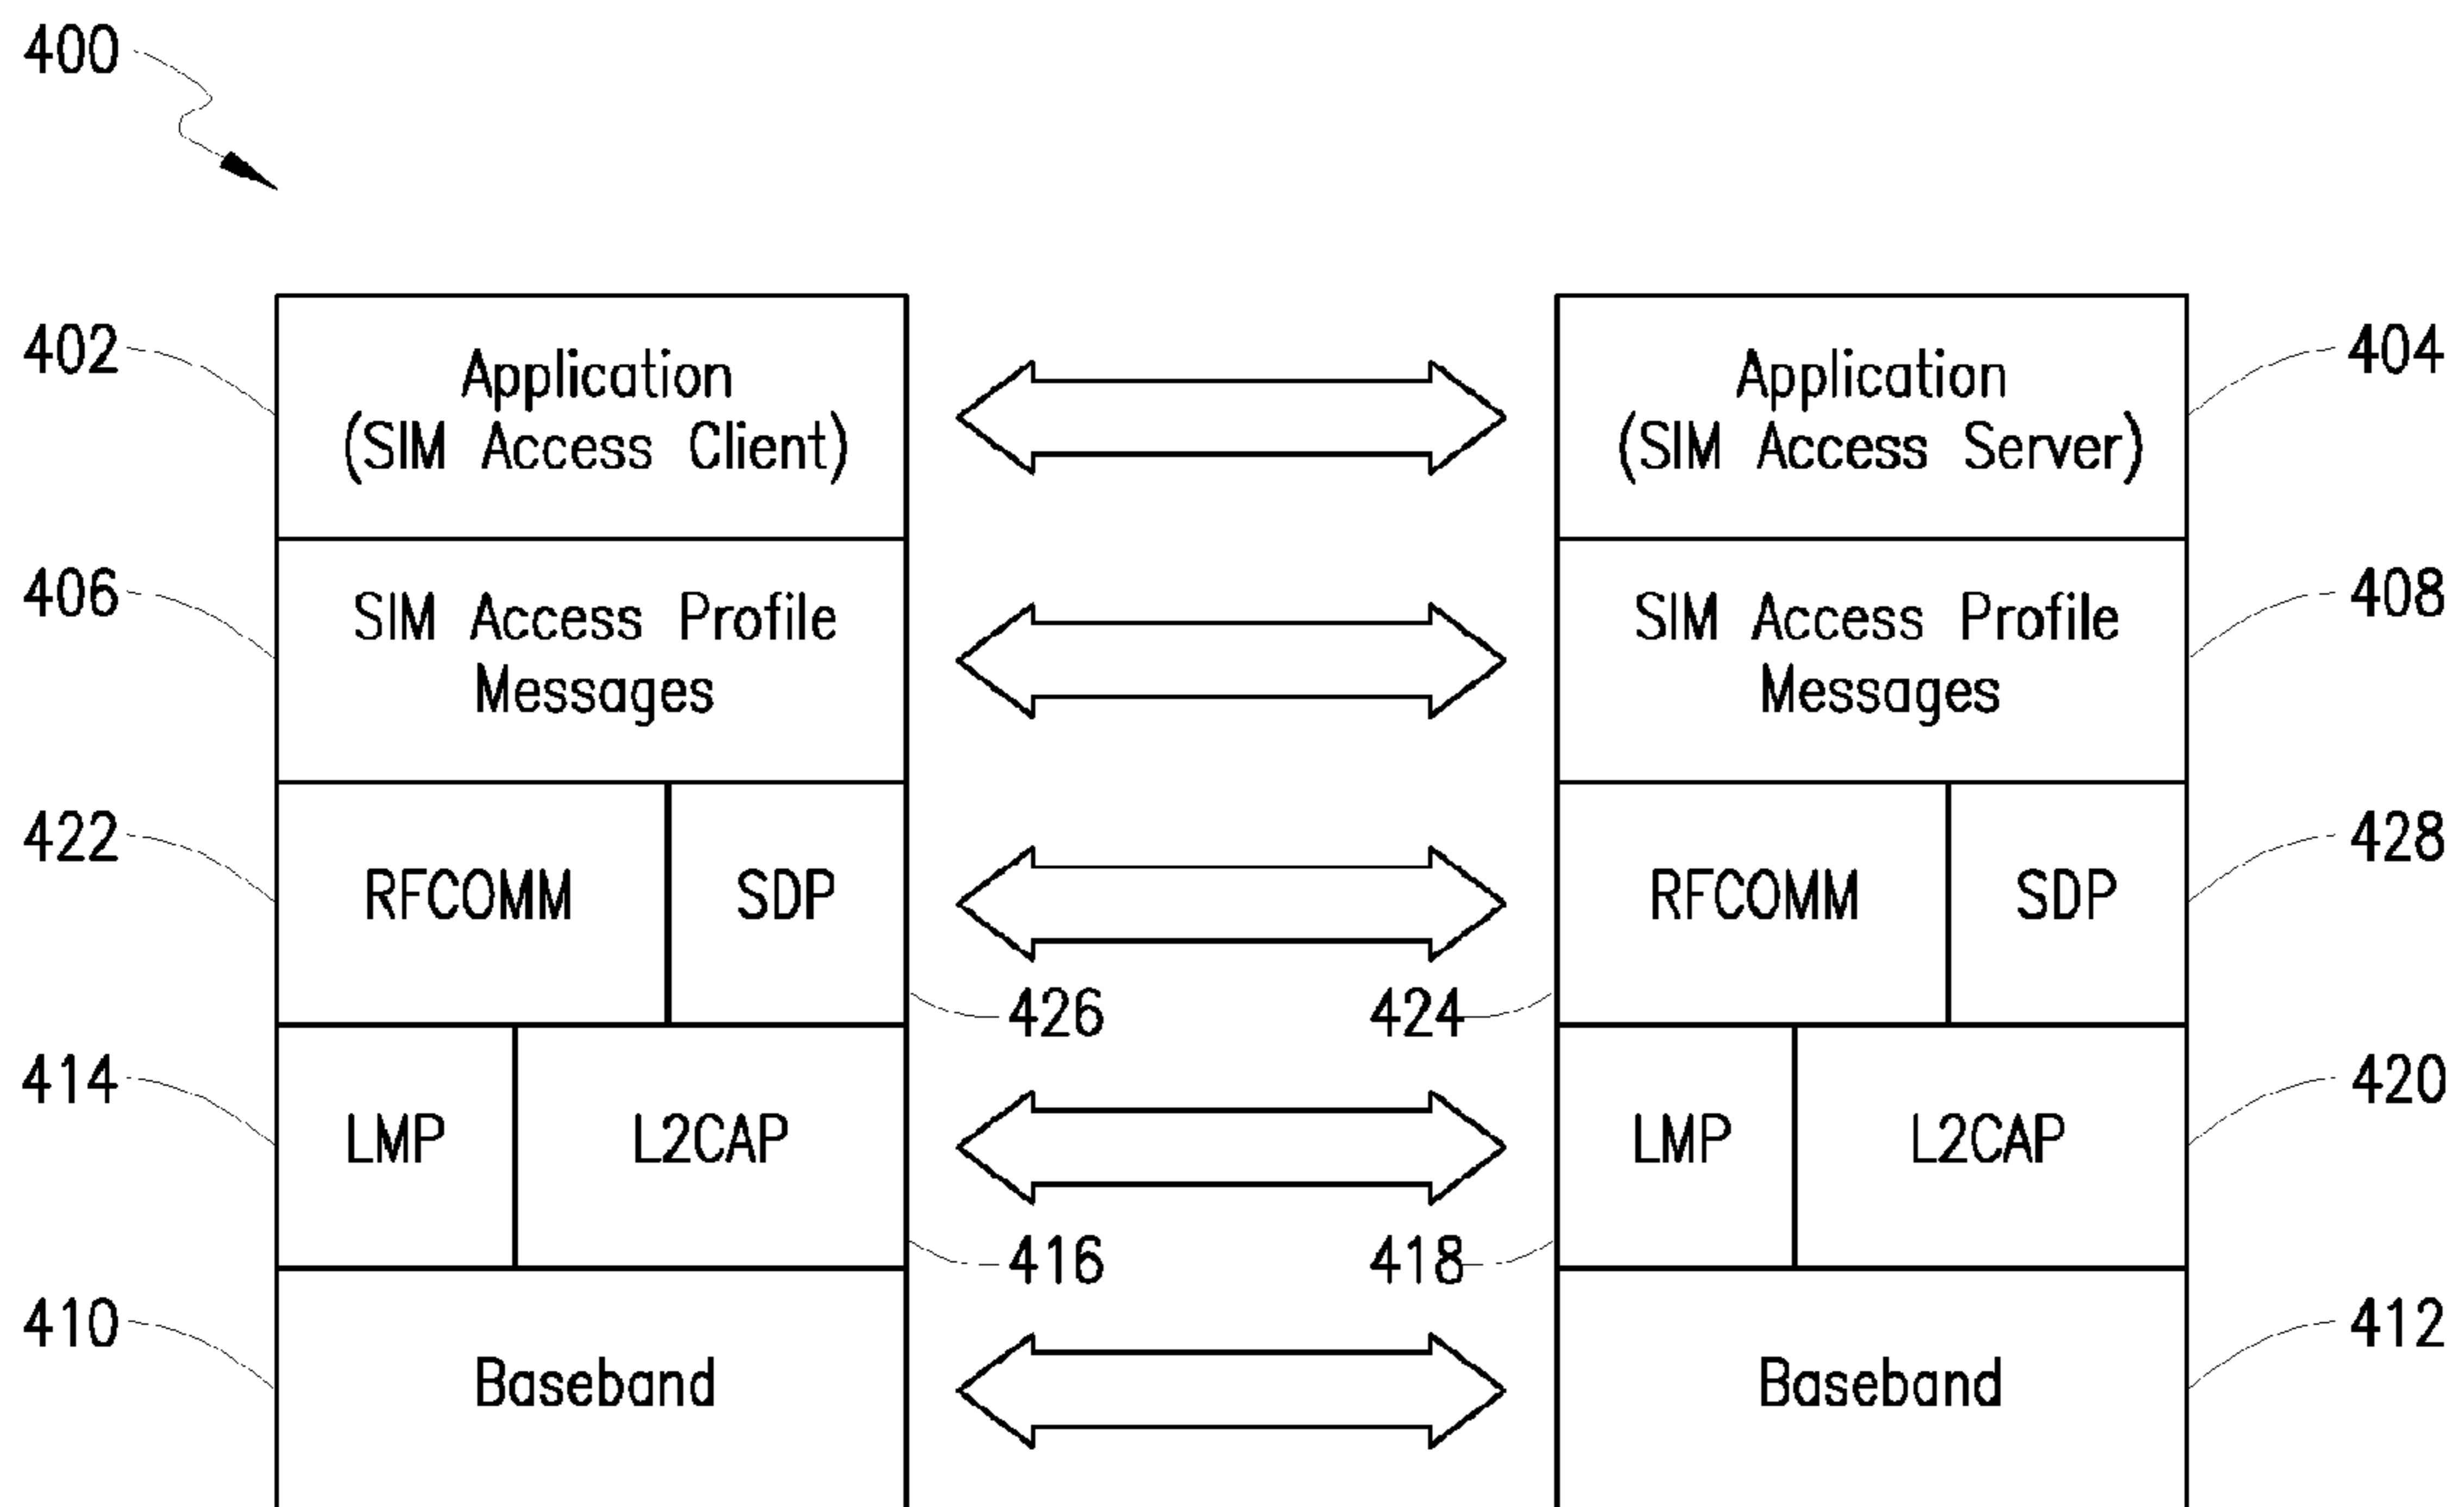 400
402
Application
(SIM Access Client)
Application
(SIM Access Server)
404
406
SIM Access Profile
Messages
SIM Access Profile
Messages
408
422
RFCOMM
SDP
RFCOMM
SDP
428
426
424
414
LMP
L2CAP
LMP
L2CAP
420
416
418
410
Baseband
Baseband
412